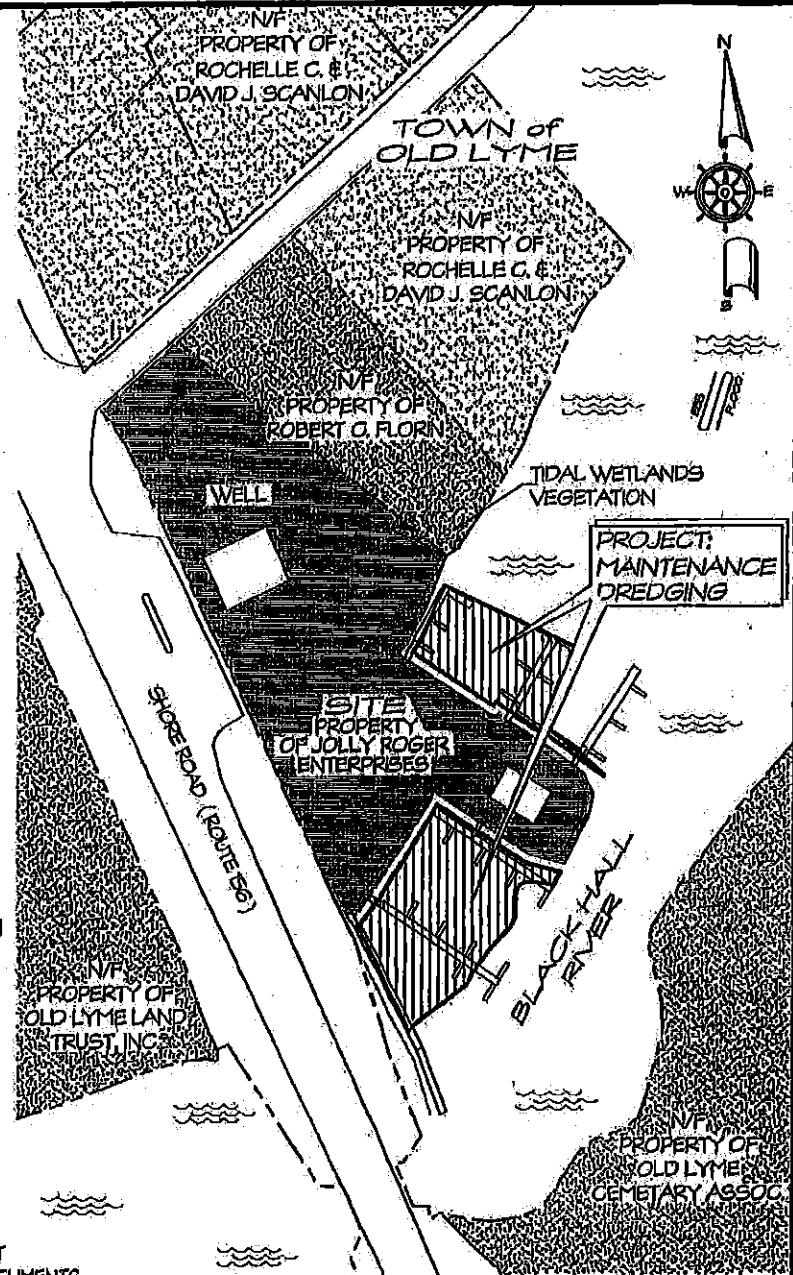 N/F
PROPERTY OF
ROCHELLE C. &
DAVID J. SCANLON
N
W
E
S
TOWN of
OLD LYME
N/F
PROPERTY OF
ROCHELLE C. &
DAVID J. SCANLON
EBB
FLOOD
N/F
PROPERTY OF
ROBERT G. FLORIN
WELL
TIDAL WETLANDS
VEGETATION
PROJECT:
MAINTENANCE
DREDGING
SITE
PROPERTY
OF JOLLY ROGER
ENTERPRISES
SHORE ROAD (ROUTE 156)
BLACK HALL
RIVER
N/F
PROPERTY OF
OLD LYME LAND
TRUST, INC.
N/F
PROPERTY OF
OLD LYME
CEMETARY ASSOC.